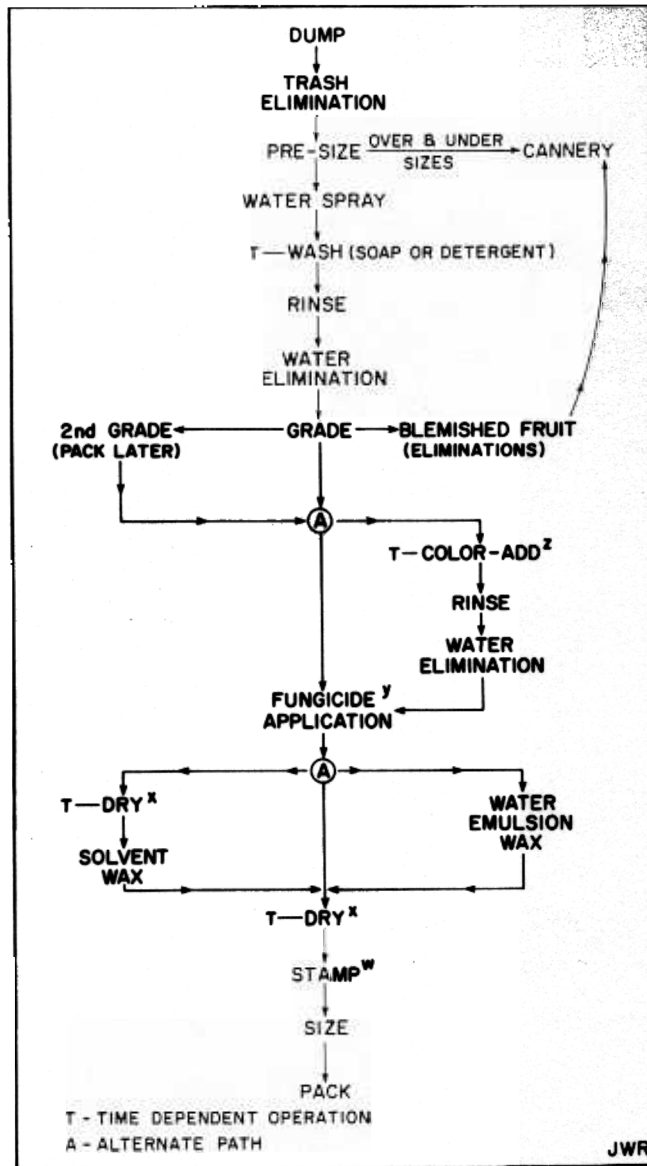 DUMP
TRASH
ELIMINATION
PRE-SIZE
OVER & UNDER
SIZES
CANNERY
WATER SPRAY
T—WASH (SOAP OR DETERGENT)
RINSE
WATER
ELIMINATION
2nd GRADE
(PACK LATER)
GRADE
BLEMISHED FRUIT
(ELIMINATIONS)
A
T—COLOR-ADD z
RINSE
WATER
ELIMINATION
FUNGICIDE y
APPLICATION
A
T—DRY x
SOLVENT
WAX
WATER
EMULSION
WAX
T—DRY x
STAMP w
SIZE
PACK
T - TIME DEPENDENT OPERATION
A - ALTERNATE PATH
JWR